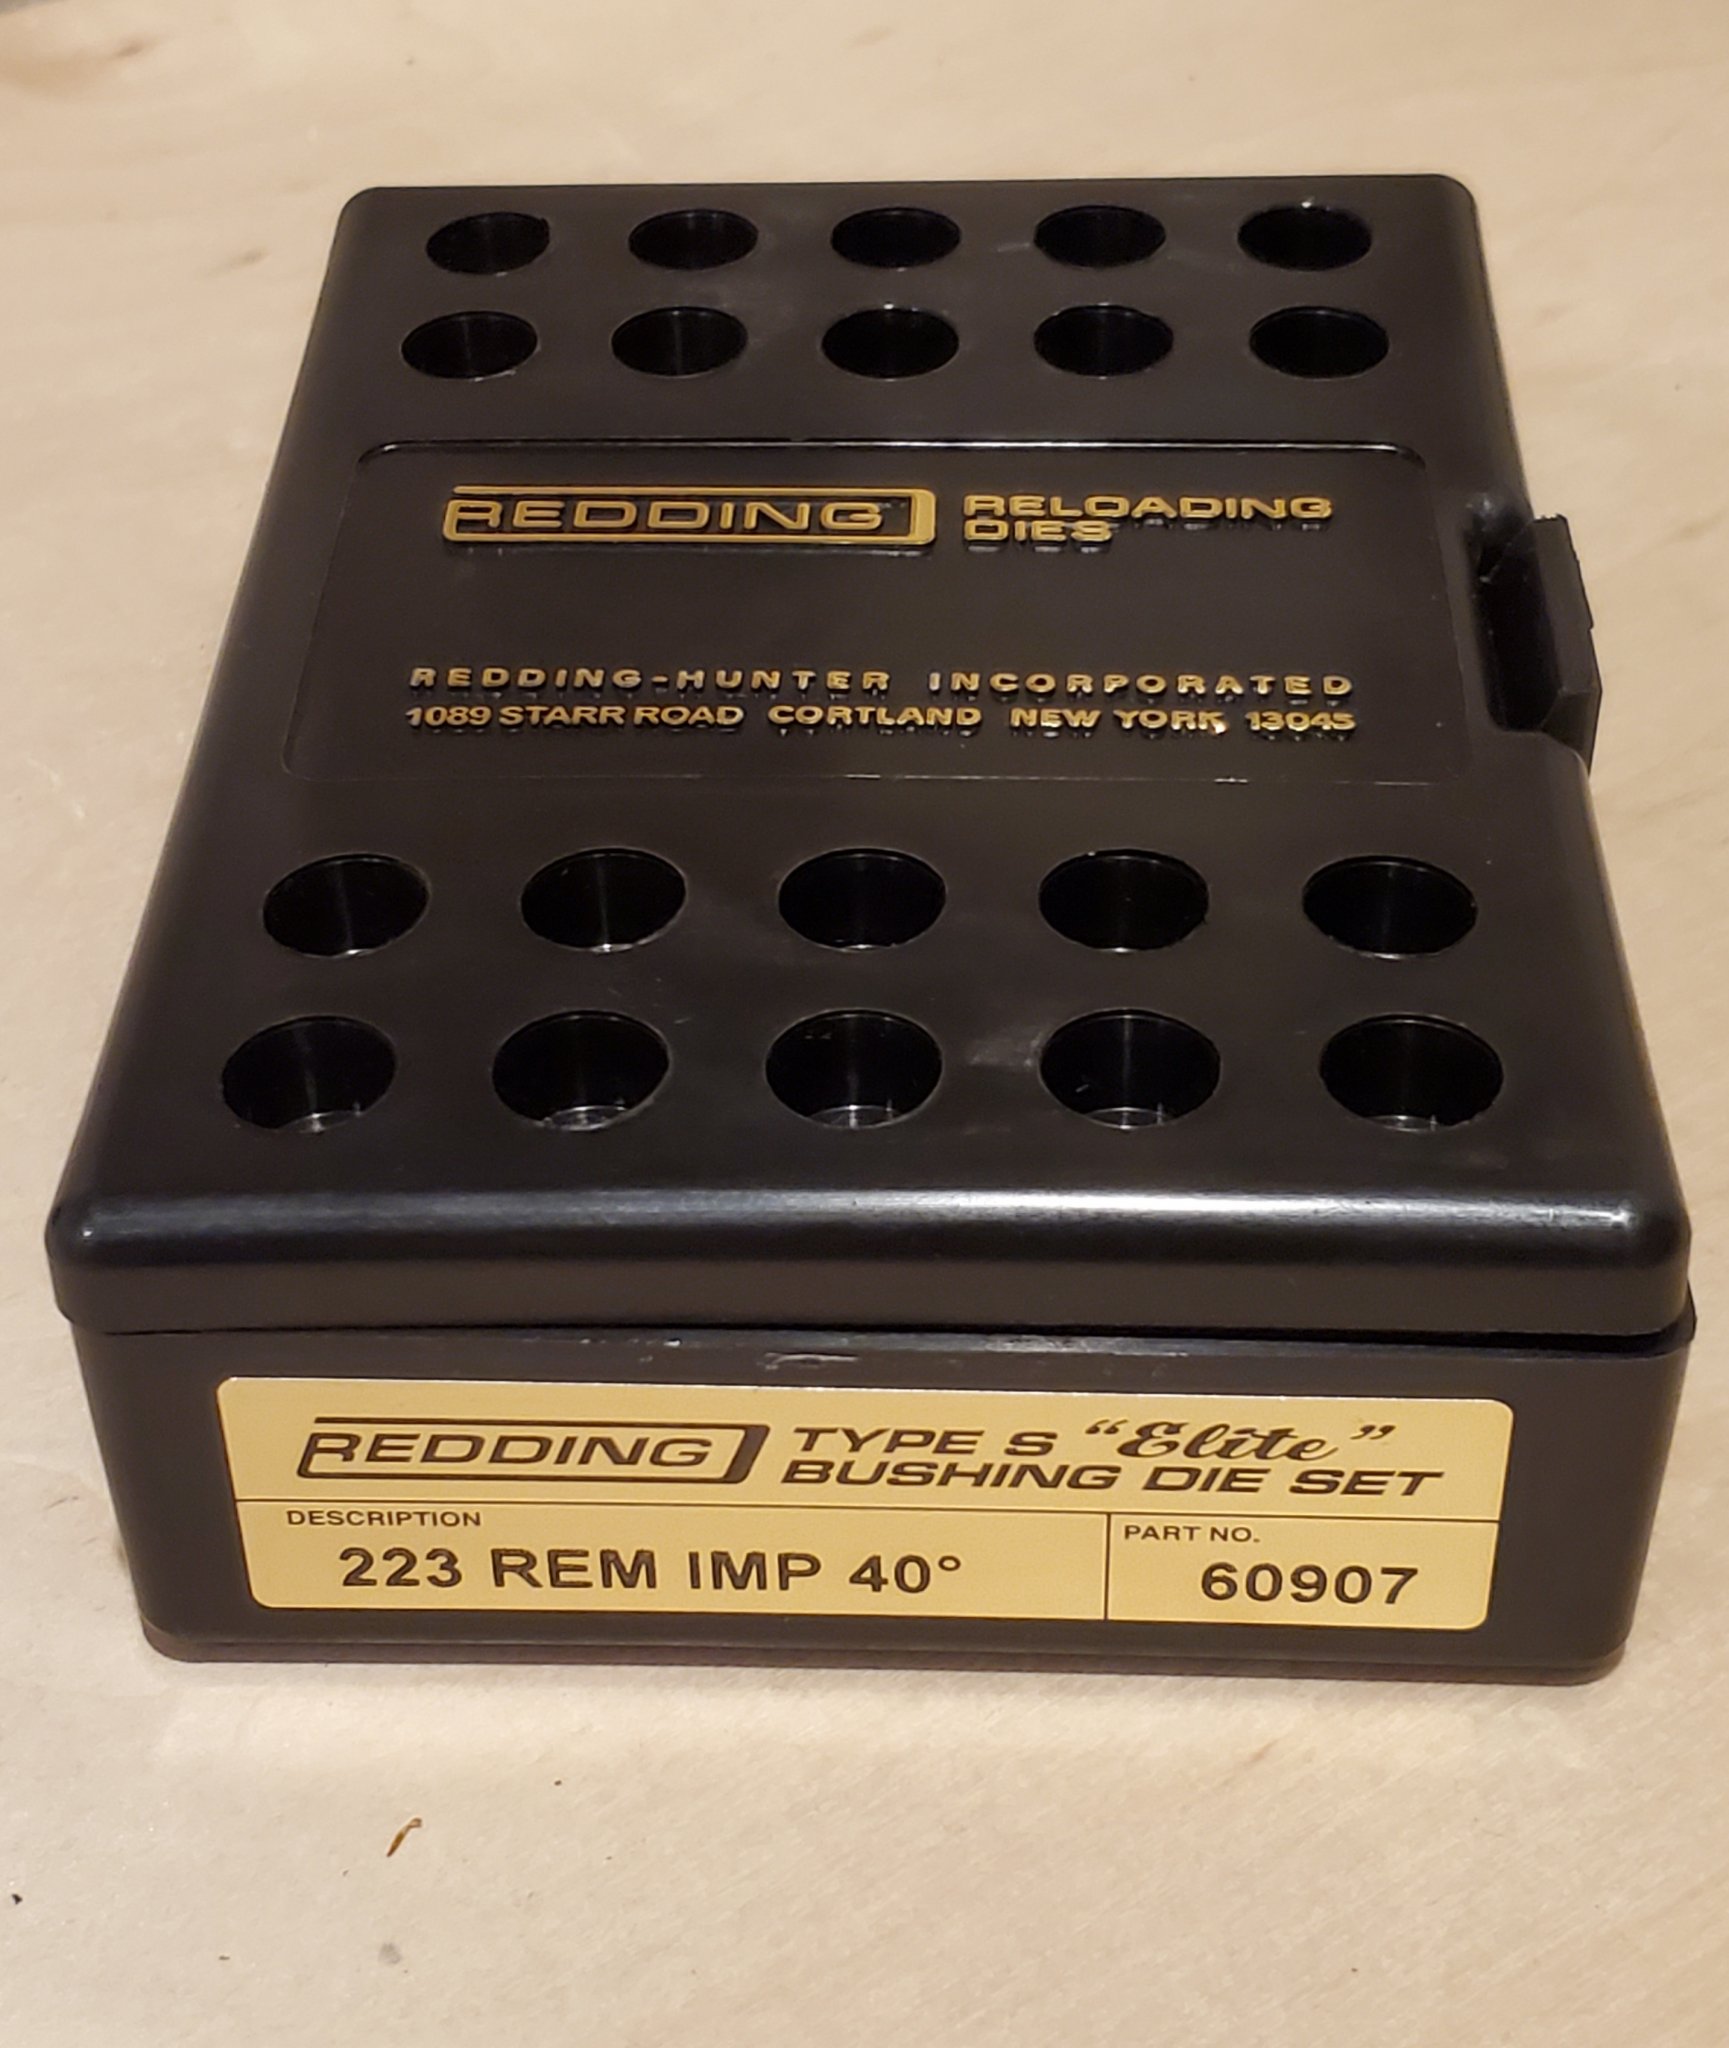 REDDING RELOADING DIES
REDDING-HUNTER INCORPORATED
1089 STARR ROAD CORTLAND NEW YORK 13045
REDDING TYPE S "Elite"
BUSHING DIE SET
DESCRIPTION
223 REM IMP 40°
PART NO.
60907